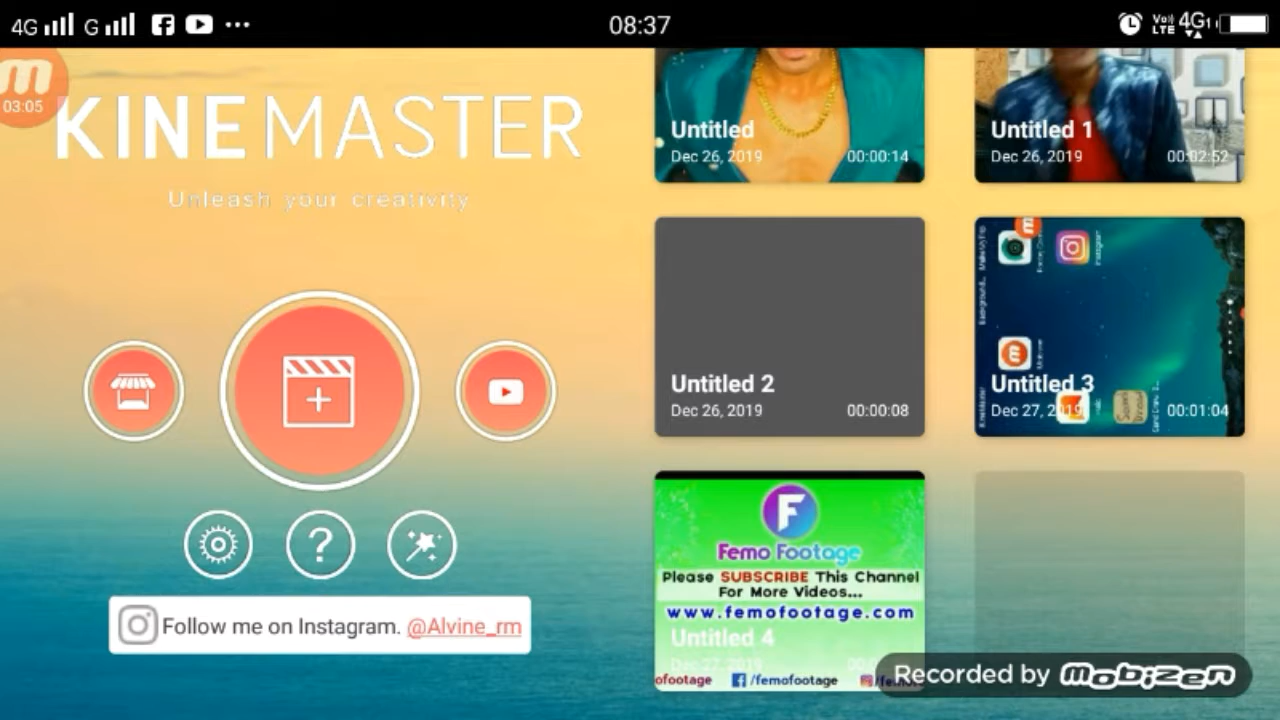 4G G 08:37 Vo) LTE 4G
03:05
KINEMASTER
Unleash your creativity
Untitled
Dec 26, 2019 00:00:14
Untitled 1
Dec 26, 2019 00:02:52
Untitled 2
Dec 26, 2019 00:00:08
Instagram
Untitled 3
Dec 27, 2019 00:01:04
F
Femo Footage
Please SUBSCRIBE This Channel
For More Videos...
www.femofootage.com
Untitled 4
Dec 27, 2019
ofootage /femofootage
Follow me on Instagram. @Alvine_rm
Recorded by mobizen